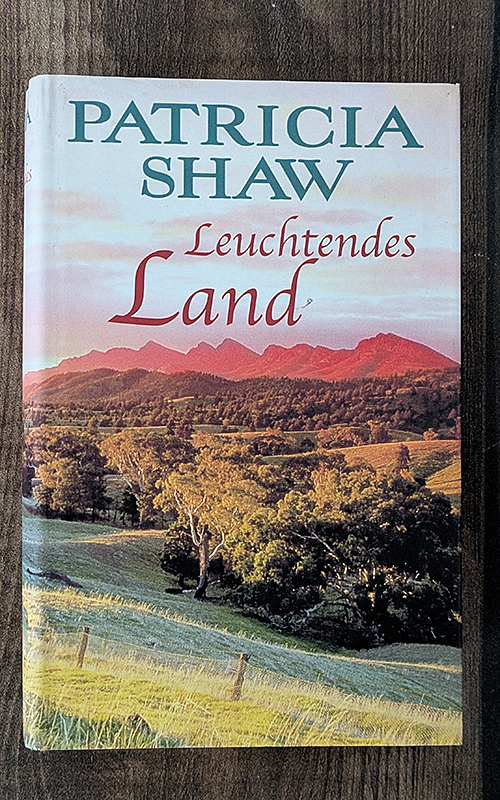 PATRICIA
SHAW
Leuchtendes
Land